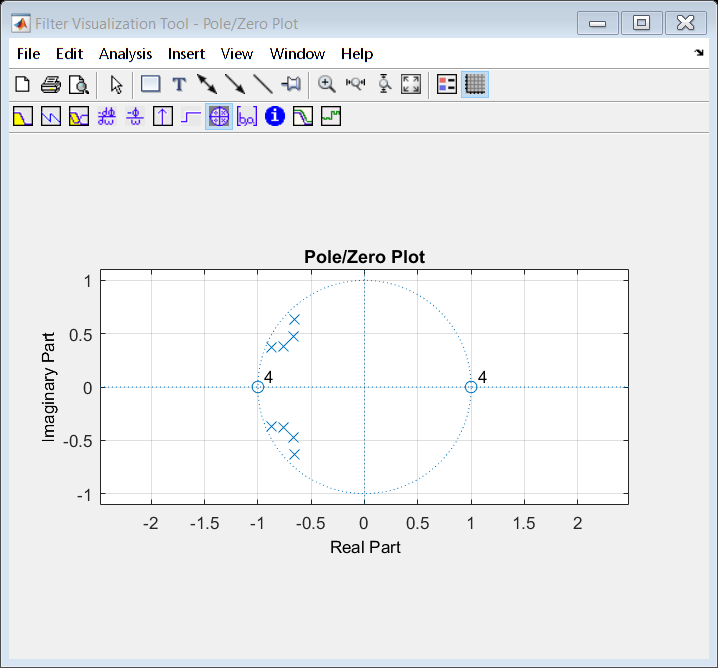 Filter Visualization Tool - Pole/Zero Plot
File Edit Analysis Insert View Window Help
Pole/Zero Plot
1
0.5
0
-0.5
-1
Imaginary Part
4
4
-2 -1.5 -1 -0.5 0 0.5 1 1.5 2
Real Part